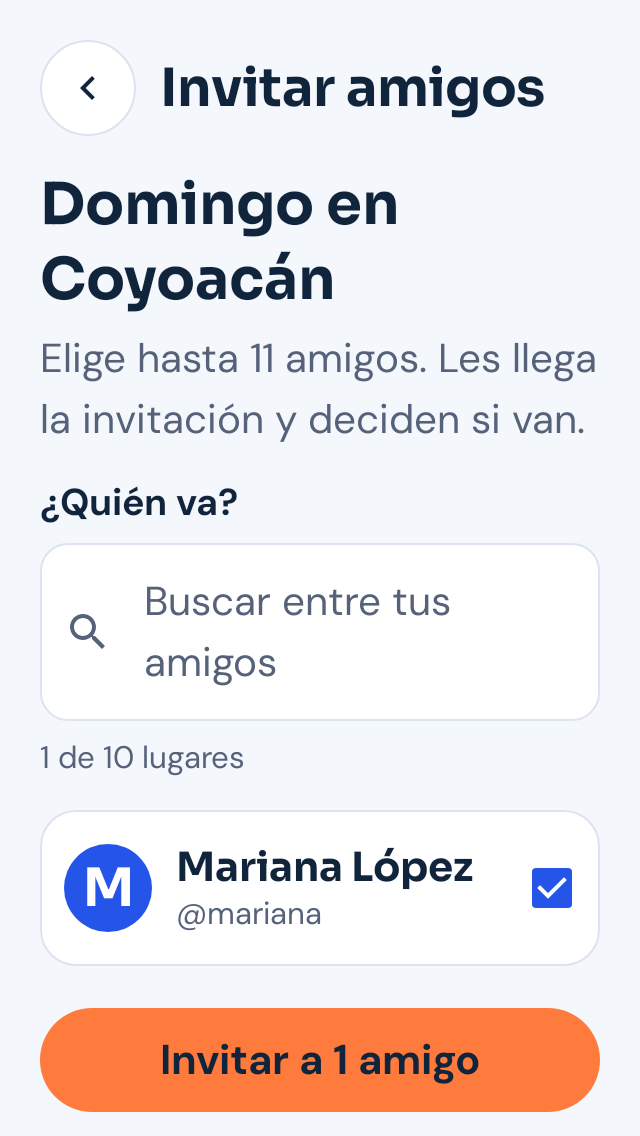 Invitar amigos
Domingo en
Coyoacán
Elige hasta 11 amigos. Les llega
la invitación y deciden si van.
¿Quién va?
Buscar entre tus
amigos
1 de 10 lugares
M
Mariana López
@mariana
Invitar a 1 amigo